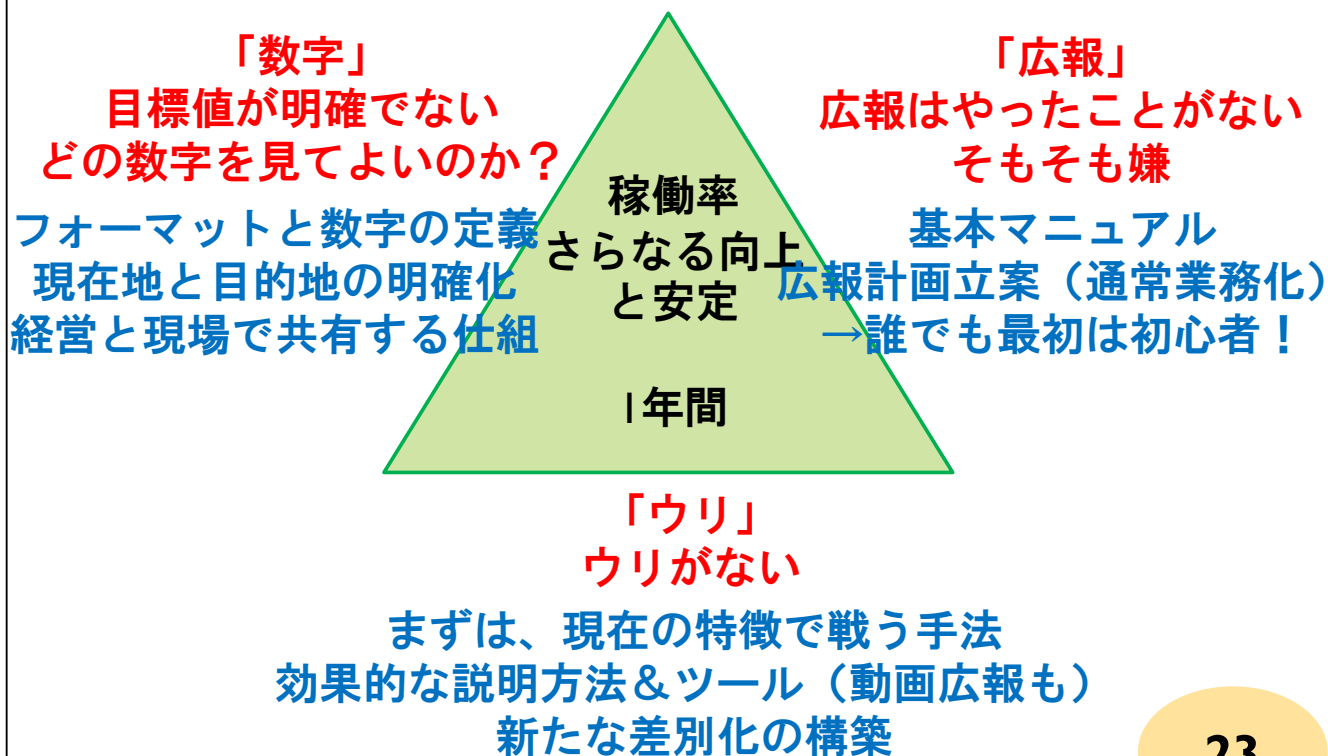 「数字」
目標値が明確でない
どの数字を見てよいのか？
フォーマットと数字の定義
現在地と目的地の明確化
経営と現場で共有する仕組
稼働率
さらなる向上
と安定
1年間
「広報」
広報はやったことがない
そもそも嫌
基本マニュアル
広報計画立案（通常業務化）
→誰でも最初は初心者！
「ウリ」
ウリがない
まずは、現在の特徴で戦う手法
効果的な説明方法＆ツール（動画広報も）
新たな差別化の構築
23